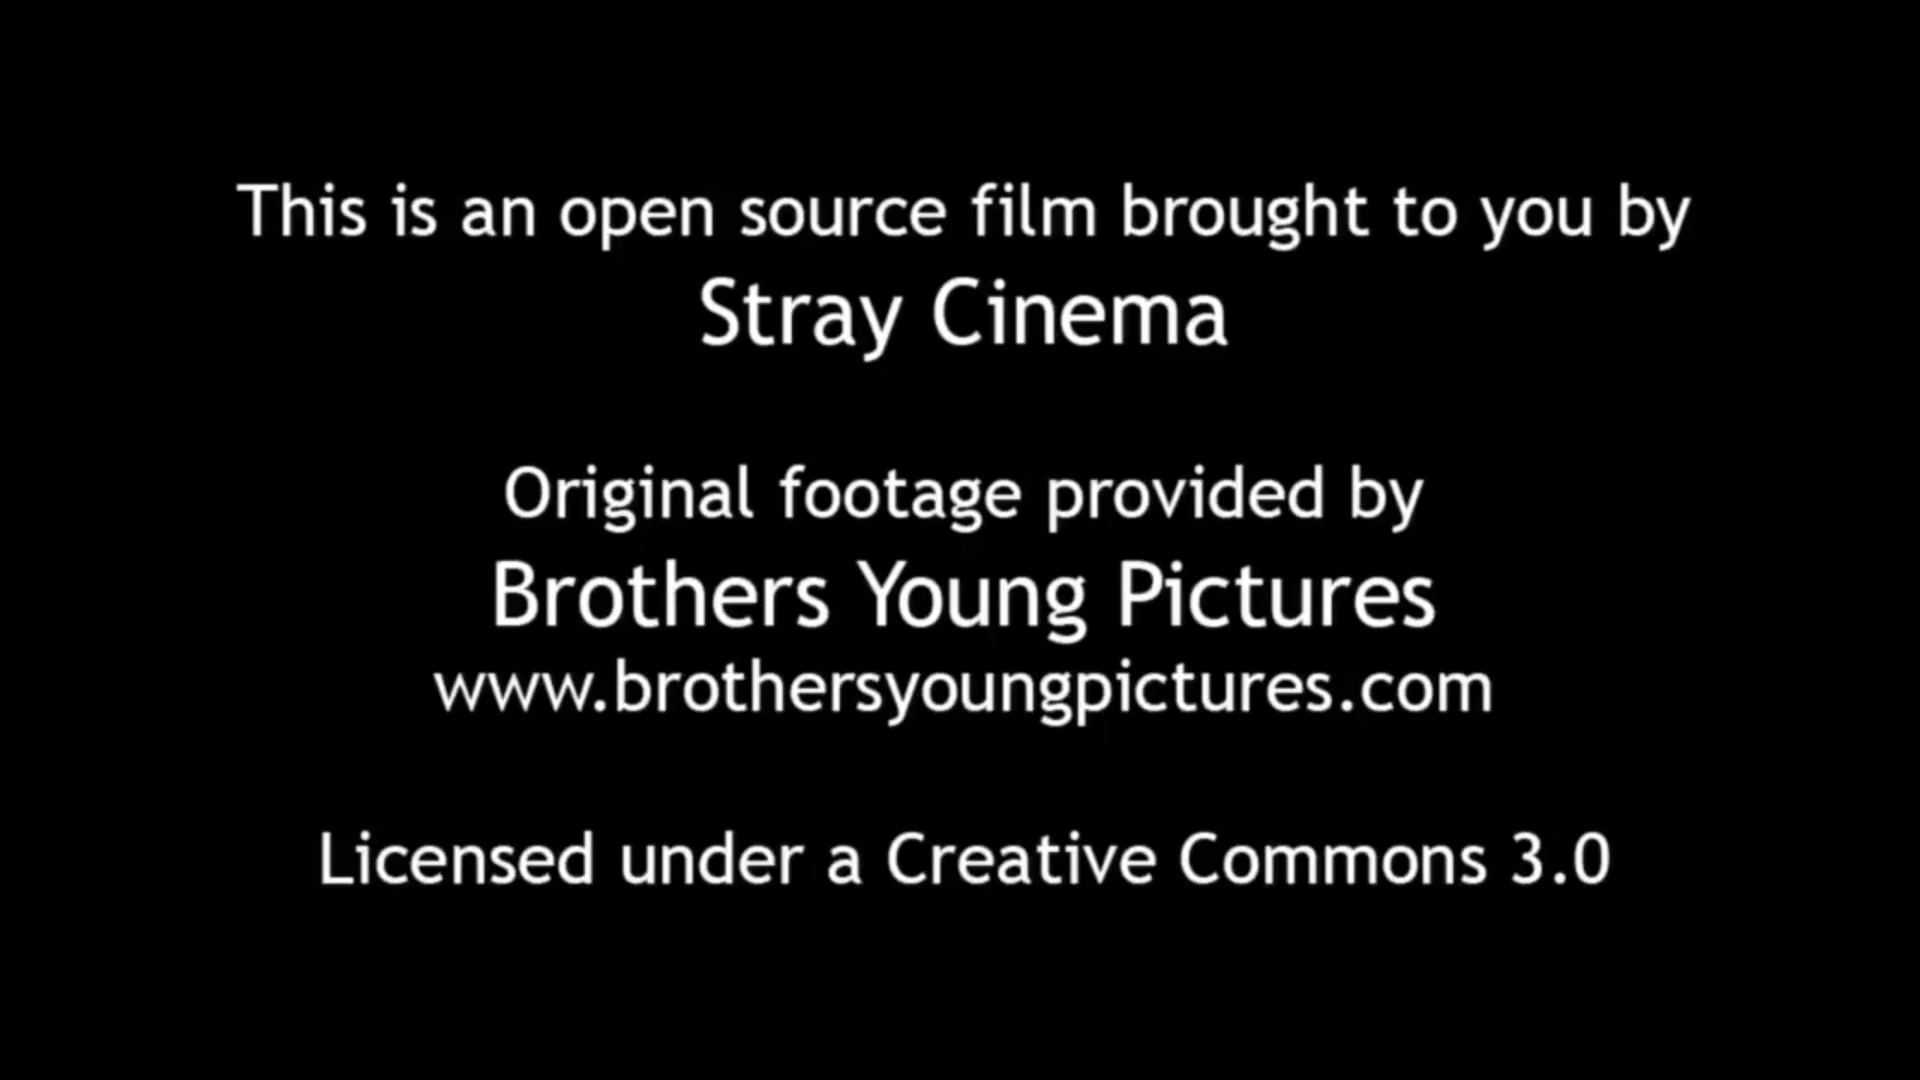 This is an open source film brought to you by
Stray Cinema
Original footage provided by
Brothers Young Pictures
www.brothersyoungpictures.com
Licensed under a Creative Commons 3.0